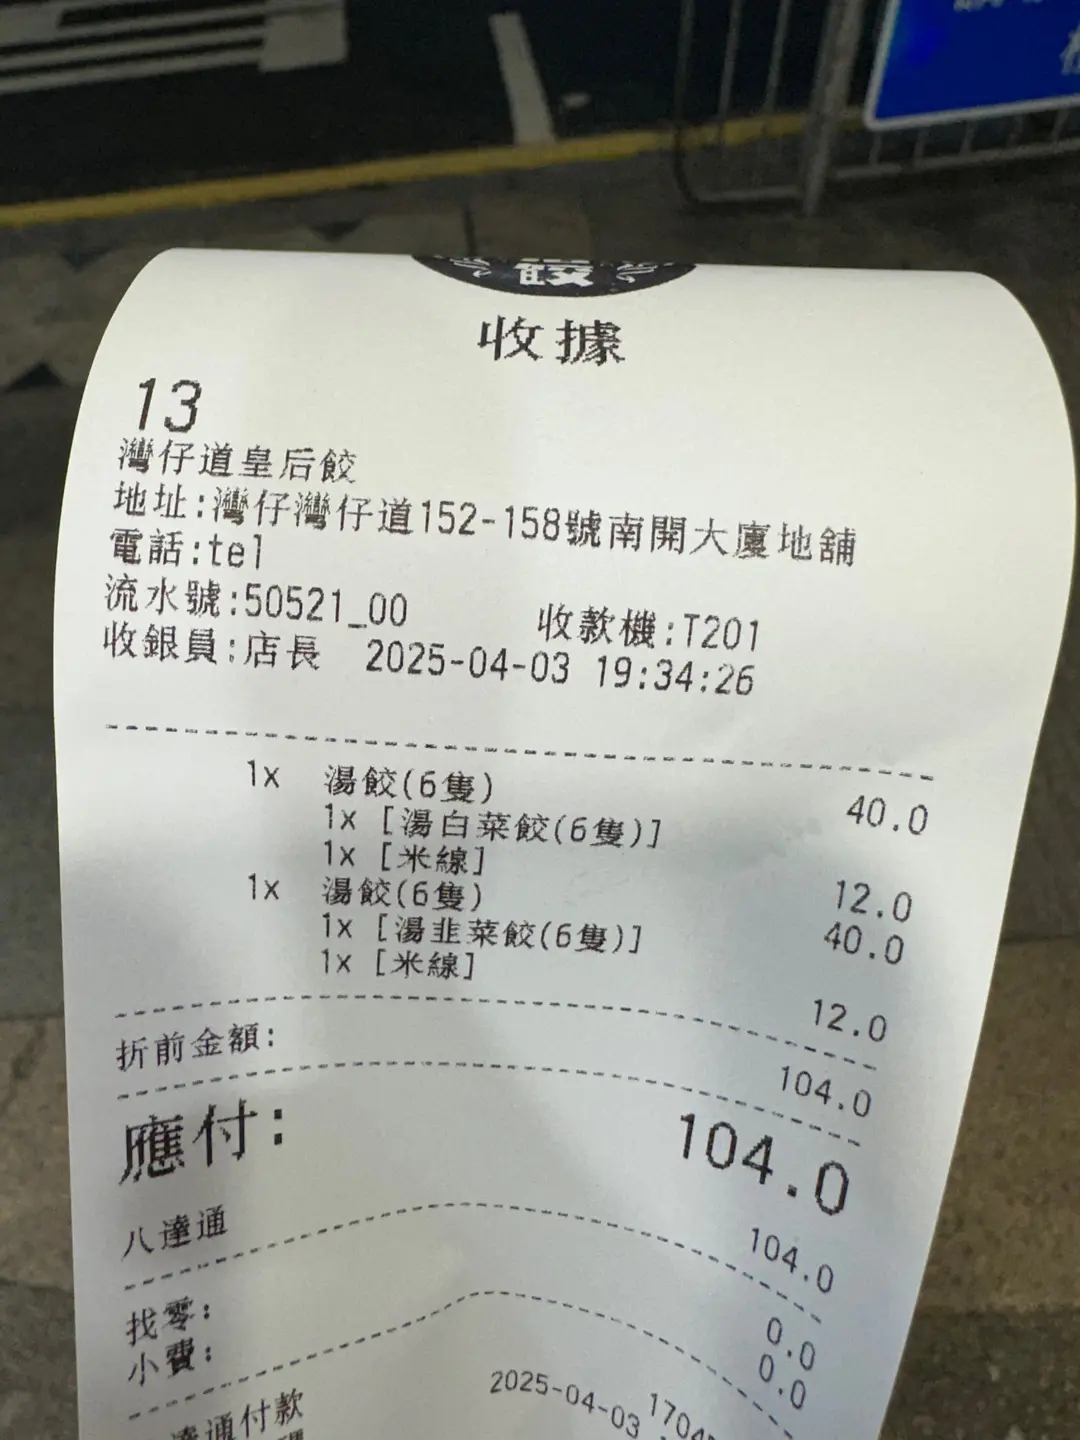 餃
收據
13
灣仔道皇后餃
地址:灣仔灣仔道152-158號南開大廈地舖
電話:tel
流水號:50521_00 收款機:T201
收銀員:店長 2025-04-03 19:34:26
1x 湯餃(6隻) 40.0
1x [湯白菜餃(6隻)]
1x [米線] 12.0
1x 湯餃(6隻) 40.0
1x [湯韭菜餃(6隻)]
1x [米線] 12.0
折前金額: 104.0
應付: 104.0
八達通 104.0
找零: 0.0
小費: 0.0
達通付款 1704
2025-04-03